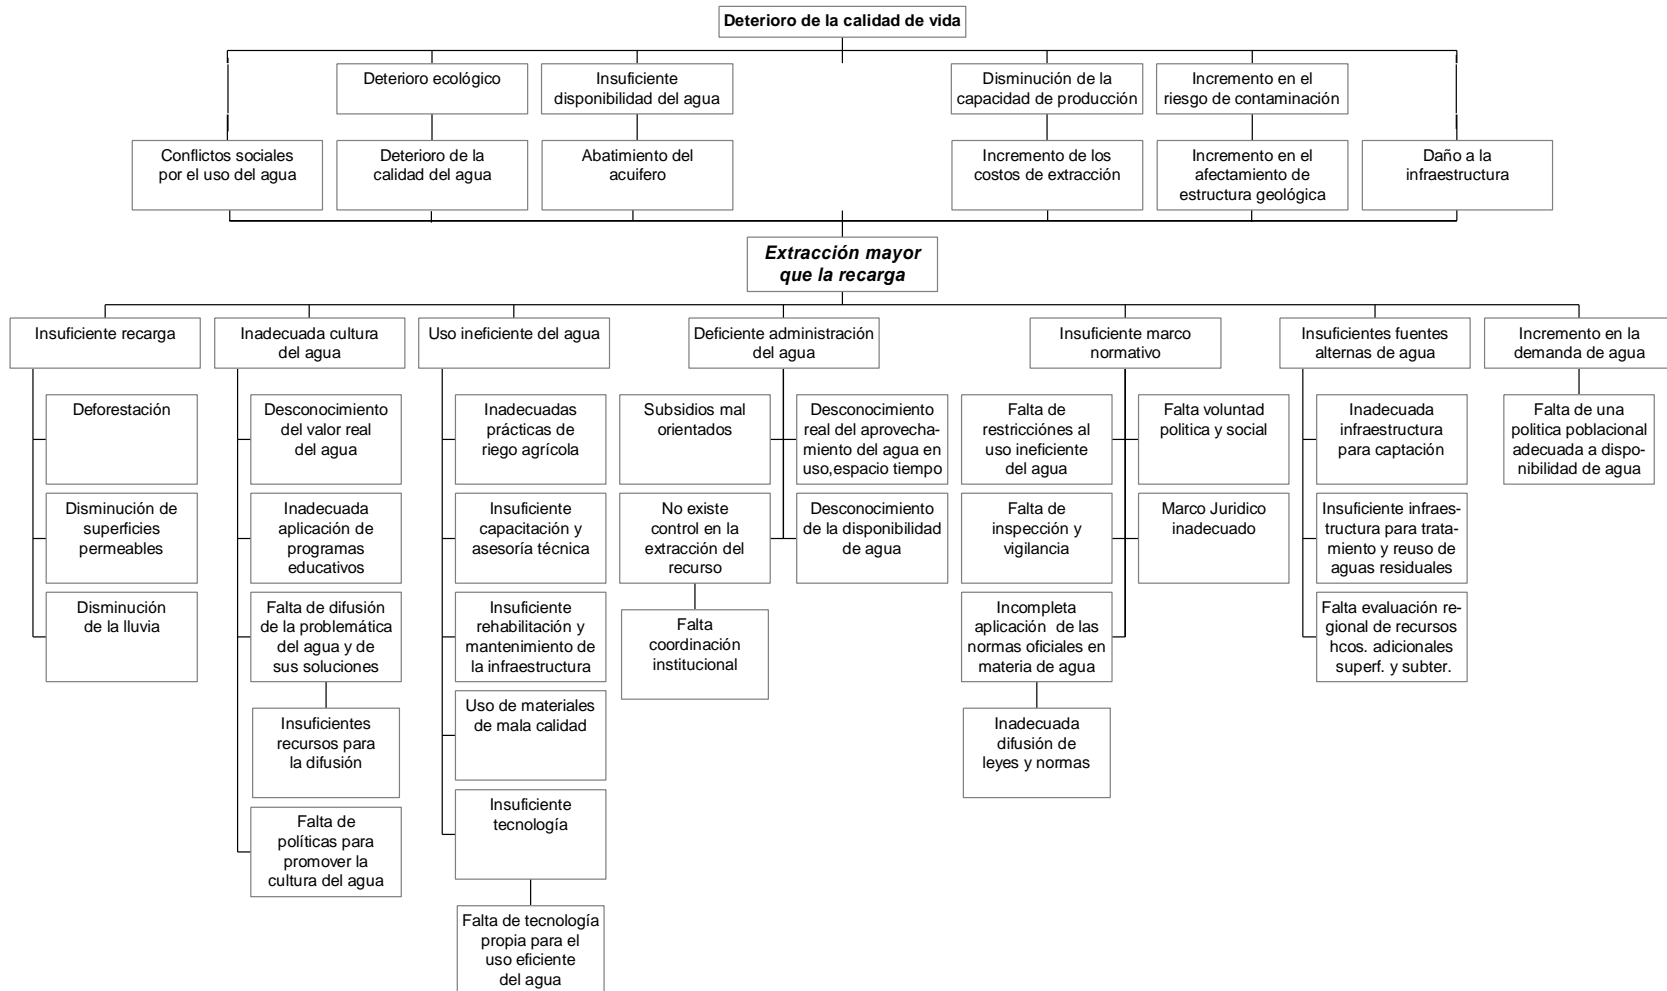 Deterioro de la calidad de vida
Deterioro ecológico
Insuficiente
disponibilidad del agua
Disminución de la
capacidad de producción
Incremento en el
riesgo de contaminación
Conflictos sociales
por el uso del agua
Deterioro de la
calidad del agua
Abatimiento del
acuifero
Incremento de los
costos de extracción
Incremento en el
afectamiento de
estructura geológica
Daño a la
infraestructura
Extracción mayor
que la recarga
Insuficiente recarga
Deforestación
Disminución de
superficies
permeables
Disminución
de la lluvia
Inadecuada cultura
del agua
Desconocimiento
del valor real
del agua
Inadecuada
aplicación de
programas
educativos
Falta de difusión
de la problemática
del agua y de
sus soluciones
Insuficientes
recursos para
la difusión
Falta de
políticas para
promover la
cultura del agua
Uso ineficiente del agua
Inadecuadas
prácticas de
riego agrícola
Insuficiente
capacitación y
asesoría técnica
Insuficiente
rehabilitación y
mantenimiento de
la infraestructura
Uso de materiales
de mala calidad
Insuficiente
tecnología
Falta de tecnología
propia para el
uso eficiente
del agua
Deficiente administración
del agua
Subsidios mal
orientados
No existe
control en la
extracción del
recurso
Falta
coordinación
institucional
Desconocimiento
real del aprovecha-
miento del agua en
uso,espacio tiempo
Desconocimiento
de la disponibilidad
de agua
Insuficiente marco
normativo
Falta de
restricciónes al
uso ineficiente
del agua
Falta de
inspección y
vigilancia
Incompleta
aplicación de las
normas oficiales en
materia de agua
Inadecuada
difusión de
leyes y normas
Falta voluntad
politica y social
Marco Juridico
inadecuado
Insuficientes fuentes
alternas de agua
Inadecuada
infraestructura
para captación
Insuficiente infraes-
tructura para trata-
miento y reuso de
aguas residuales
Falta evaluación re-
gional de recursos
hcos. adicionales
superf. y subter.
Incremento en la
demanda de agua
Falta de una
politica poblacional
adecuada a dispo-
nibilidad de agua